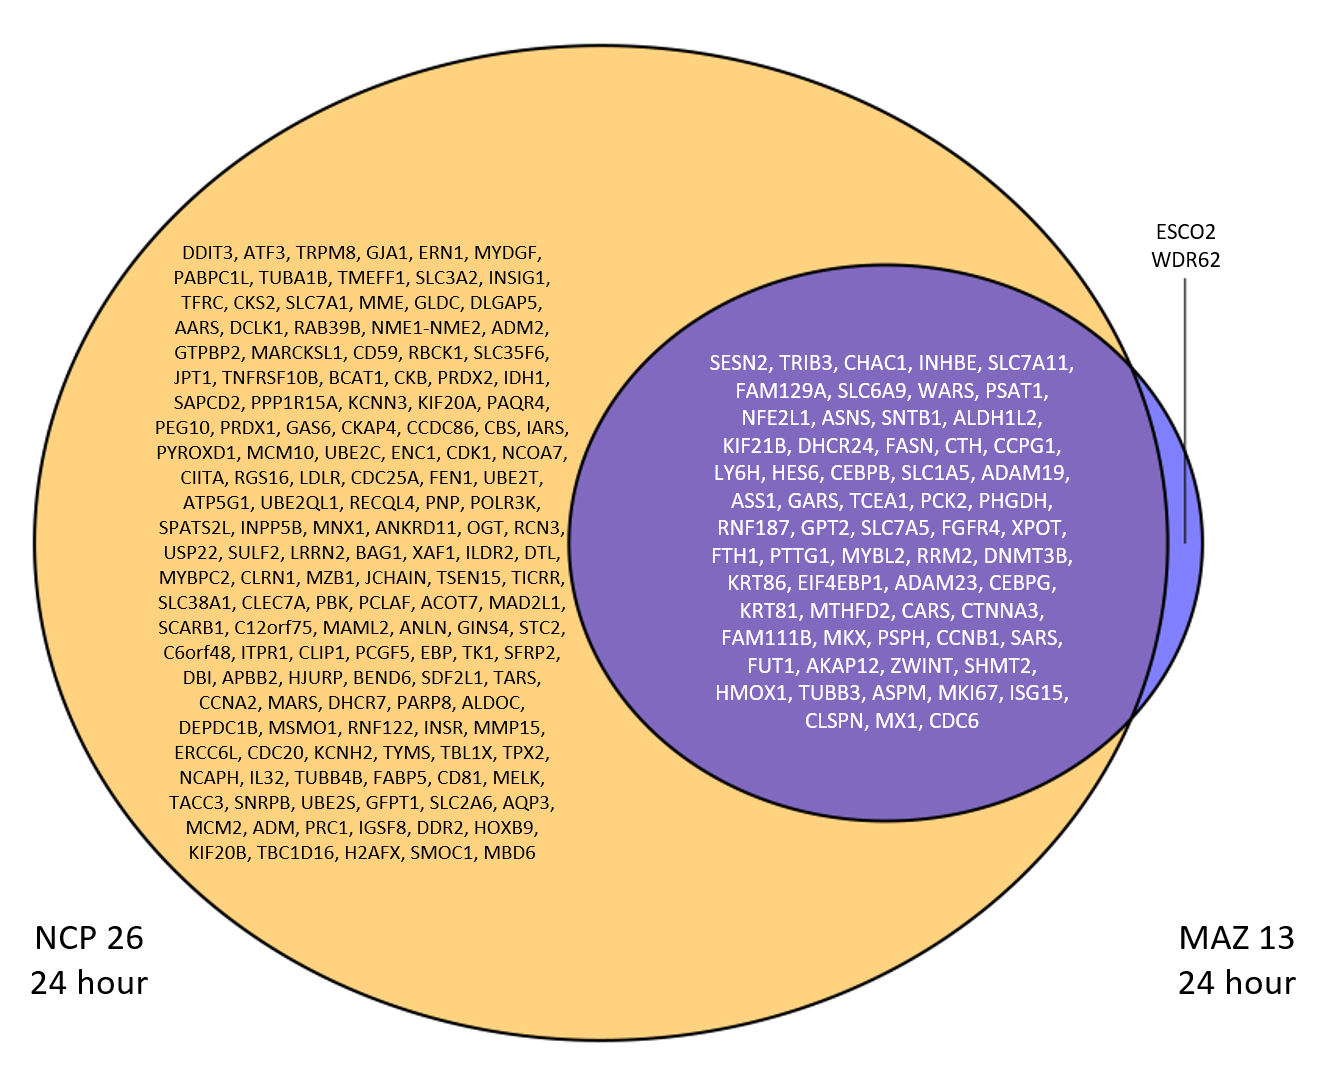 ESCO2
WDR62
DDIT3, ATF3, TRPM8, GJA1, ERN1, MYDGF,
PABPC1L, TUBA1B, TMEFF1, SLC3A2, INSIG1,
TFRC, CKS2, SLC7A1, MME, GLDC, DLGAP5,
AARS, DCLK1, RAB39B, NME1-NME2, ADM2,
GTPBP2, MARCKSL1, CD59, RBCK1, SLC35F6,
JPT1, TNFRSF10B, BCAT1, CKB, PRDX2, IDH1,
SAPCD2, PPP1R15A, KCNN3, KIF20A, PAQR4,
PEG10, PRDX1, GAS6, CKAP4, CCDC86, CBS, IARS,
PYROXD1, MCM10, UBE2C, ENC1, CDK1, NCOA7,
CIITA, RGS16, LDLR, CDC25A, FEN1, UBE2T,
ATP5G1, UBE2QL1, RECQL4, PNP, POLR3K,
SPATS2L, INPP5B, MNX1, ANKRD11, OGT, RCN3,
USP22, SULF2, LRRN2, BAG1, XAF1, ILDR2, DTL,
MYBPC2, CLRN1, MZB1, JCHAIN, TSEN15, TICRR,
SLC38A1, CLEC7A, PBK, PCLAF, ACOT7, MAD2L1,
SCARB1, C12orf75, MAML2, ANLN, GINS4, STC2,
C6orf48, ITPR1, CLIP1, PCGF5, EBP, TK1, SFRP2,
DBI, APBB2, HJURP, BEND6, SDF2L1, TARS,
CCNA2, MARS, DHCR7, PARP8, ALDOC,
DEPDC1B, MSMO1, RNF122, INSR, MMP15,
ERCC6L, CDC20, KCNH2, TYMS, TBL1X, TPX2,
NCAPH, IL32, TUBB4B, FABP5, CD81, MELK,
TACC3, SNRPB, UBE2S, GFPT1, SLC2A6, AQP3,
MCM2, ADM, PRC1, IGSF8, DDR2, HOXB9,
KIF20B, TBC1D16, H2AFX, SMOC1, MBD6
SESN2, TRIB3, CHAC1, INHBE, SLC7A11,
FAM129A, SLC6A9, WARS, PSAT1,
NFE2L1, ASNS, SNTB1, ALDH1L2,
KIF21B, DHCR24, FASN, CTH, CCPG1,
LY6H, HES6, CEBPB, SLC1A5, ADAM19,
ASS1, GARS, TCEA1, PCK2, PHGDH,
RNF187, GPT2, SLC7A5, FGFR4, XPOT,
FTH1, PTTG1, MYBL2, RRM2, DNMT3B,
KRT86, EIF4EBP1, ADAM23, CEBPG,
KRT81, MTHFD2, CARS, CTNNA3,
FAM111B, MKX, PSPH, CCNB1, SARS,
FUT1, AKAP12, ZWINT, SHMT2,
HMOX1, TUBB3, ASPM, MKI67, ISG15,
CLSPN, MX1, CDC6
NCP 26
24 hour
MAZ 13
24 hour